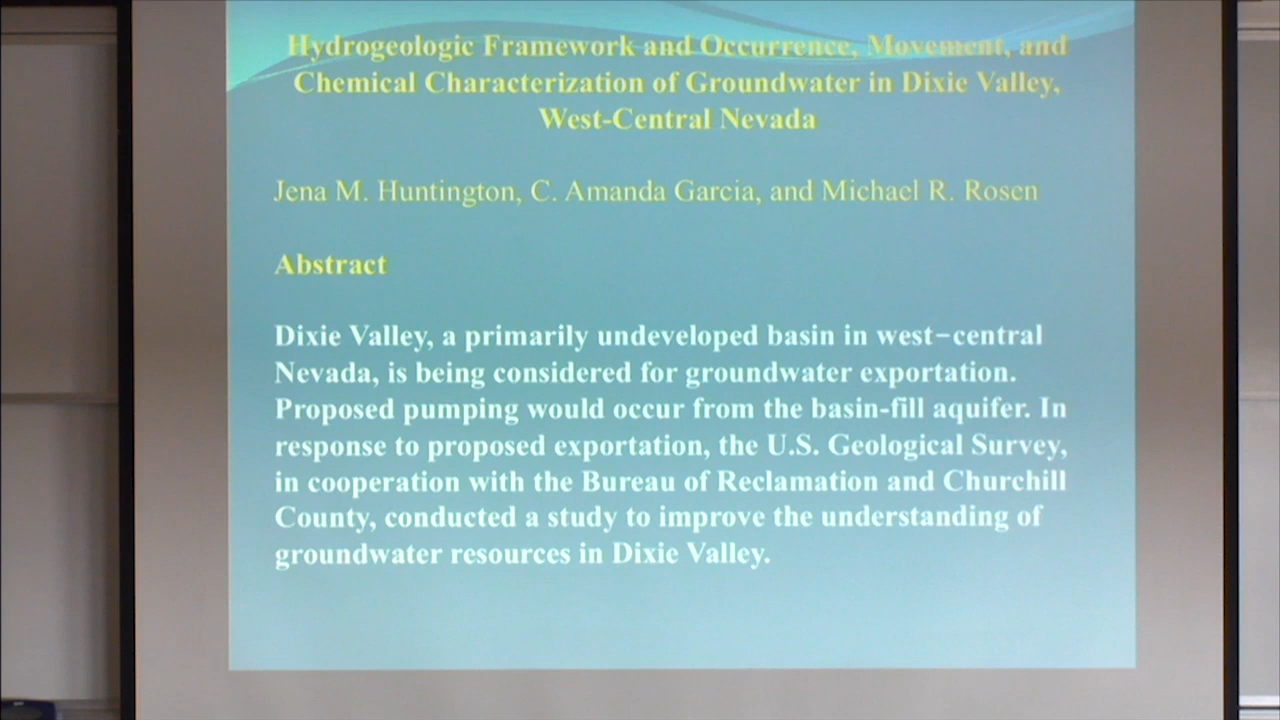 Hydrogeologic Framework and Occurrence, Movement, and
Chemical Characterization of Groundwater in Dixie Valley,
West-Central Nevada
Jena M. Huntington, C. Amanda Garcia, and Michael R. Rosen
Abstract
Dixie Valley, a primarily undeveloped basin in west−central
Nevada, is being considered for groundwater exportation.
Proposed pumping would occur from the basin-fill aquifer. In
response to proposed exportation, the U.S. Geological Survey,
in cooperation with the Bureau of Reclamation and Churchill
County, conducted a study to improve the understanding of
groundwater resources in Dixie Valley.